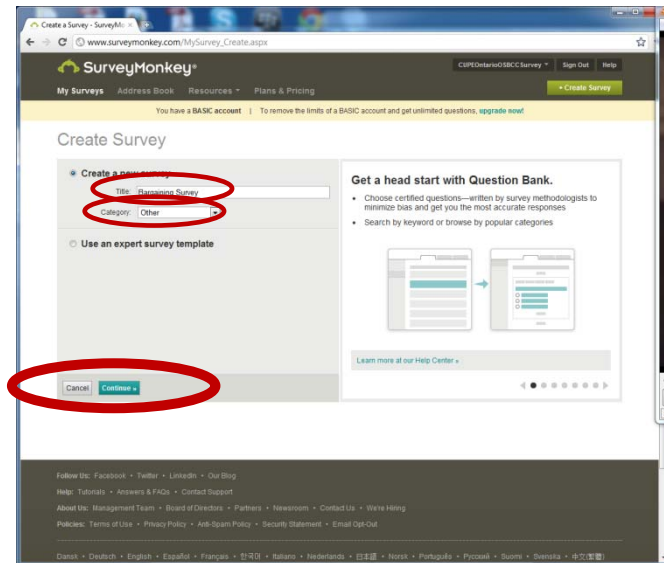 Create a Survey - SurveyMo
www.surveymonkey.com/MySurvey_Create.aspx
SurveyMonkey®
CUPEOntarioOSBCCSurvey Sign Out Help
My Surveys Address Book Resources Plans & Pricing
+ Create Survey
You have a BASIC account | To remove the limits of a BASIC account and get unlimited questions, upgrade now!
Create Survey
Create a new survey
Title: Bargaining Survey
Category: Other
Use an expert survey template
Cancel Continue »
Get a head start with Question Bank.
• Choose certified questions—written by survey methodologists to
minimize bias and get you the most accurate responses
• Search by keyword or browse by popular categories
Learn more at our Help Center »
Follow Us: Facebook • Twitter • LinkedIn • Our Blog
Help: Tutorials • Answers & FAQs • Contact Support
About Us: Management Team • Board of Directors • Partners • Newsroom • Contact Us • We're Hiring
Policies: Terms of Use • Privacy Policy • Anti-Spam Policy • Security Statement • Email Opt-Out
Dansk • Deutsch • English • Español • Français • 한국어 • Italiano • Nederlands • 日本語 • Norsk • Português • Русский • Suomi • Svenska • 中文(繁體)